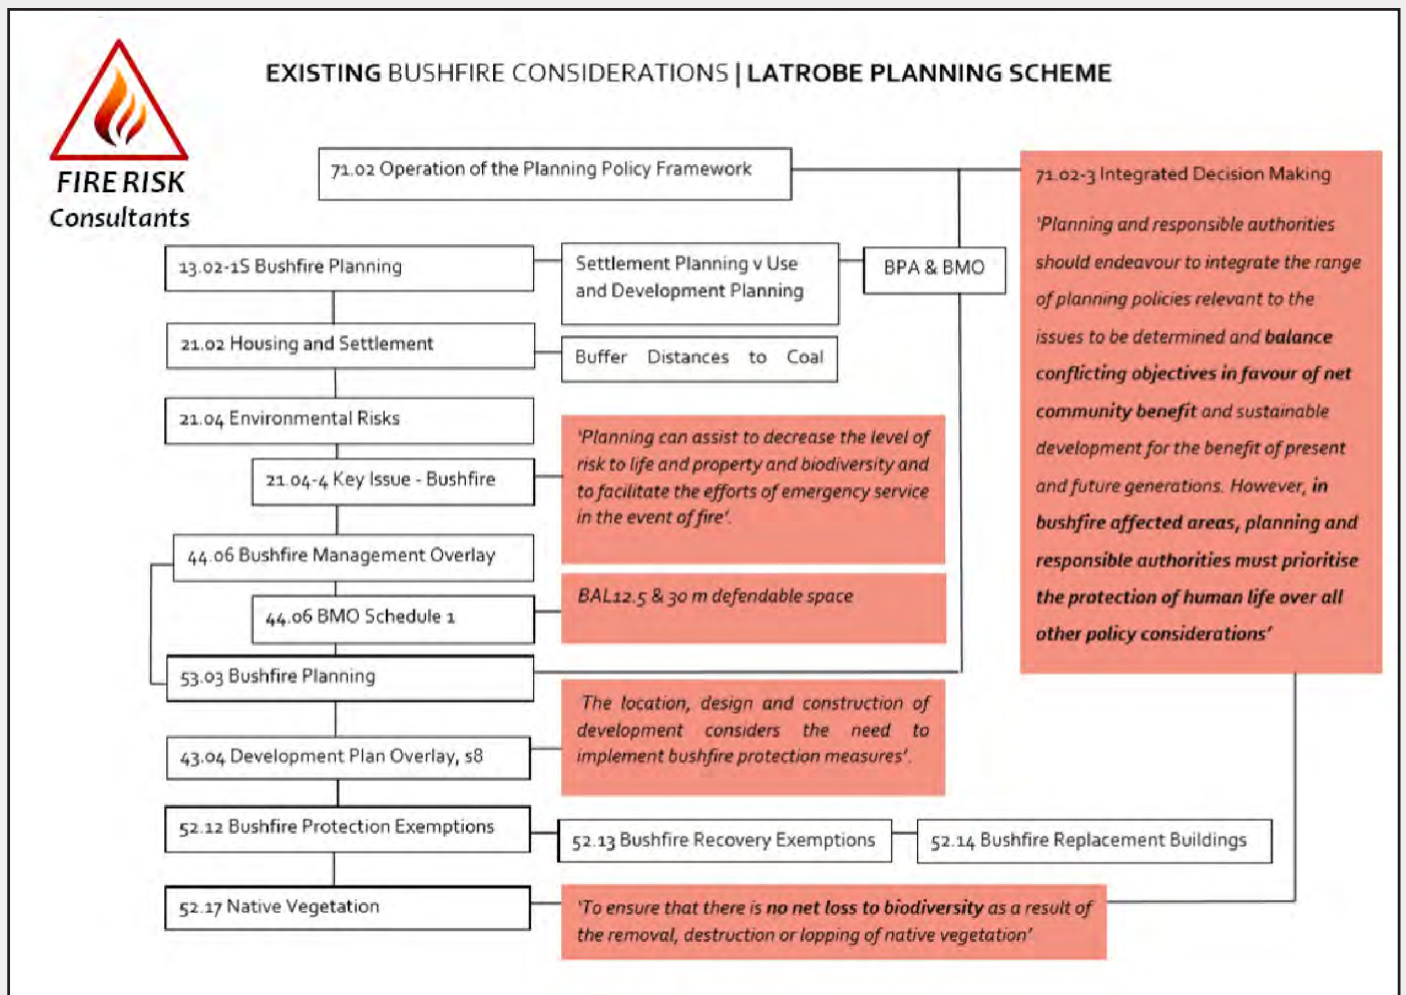 EXISTING BUSHFIRE CONSIDERATIONS | LATROBE PLANNING SCHEME
FIRE RISK
Consultants
71.02 Operation of the Planning Policy Framework
71.02-3 Integrated Decision Making
'Planning and responsible authorities
should endeavour to integrate the range
of planning policies relevant to the
issues to be determined and balance
conflicting objectives in favour of net
community benefit and sustainable
development for the benefit of present
and future generations. However, in
bushfire affected areas, planning and
responsible authorities must prioritise
the protection of human life over all
other policy considerations'
13.02-1S Bushfire Planning
Settlement Planning v Use
and Development Planning
BPA & BMO
21.02 Housing and Settlement
Buffer Distances to Coal
21.04 Environmental Risks
21.04-4 Key Issue - Bushfire
'Planning can assist to decrease the level of
risk to life and property and biodiversity and
to facilitate the efforts of emergency service
in the event of fire'.
44.06 Bushfire Management Overlay
44.06 BMO Schedule 1
BAL12.5 & 30 m defendable space
53.03 Bushfire Planning
The location, design and construction of
development considers the need to
implement bushfire protection measures'.
43.04 Development Plan Overlay, s8
52.12 Bushfire Protection Exemptions
52.13 Bushfire Recovery Exemptions
52.14 Bushfire Replacement Buildings
52.17 Native Vegetation
'To ensure that there is no net loss to biodiversity as a result of
the removal, destruction or lopping of native vegetation'